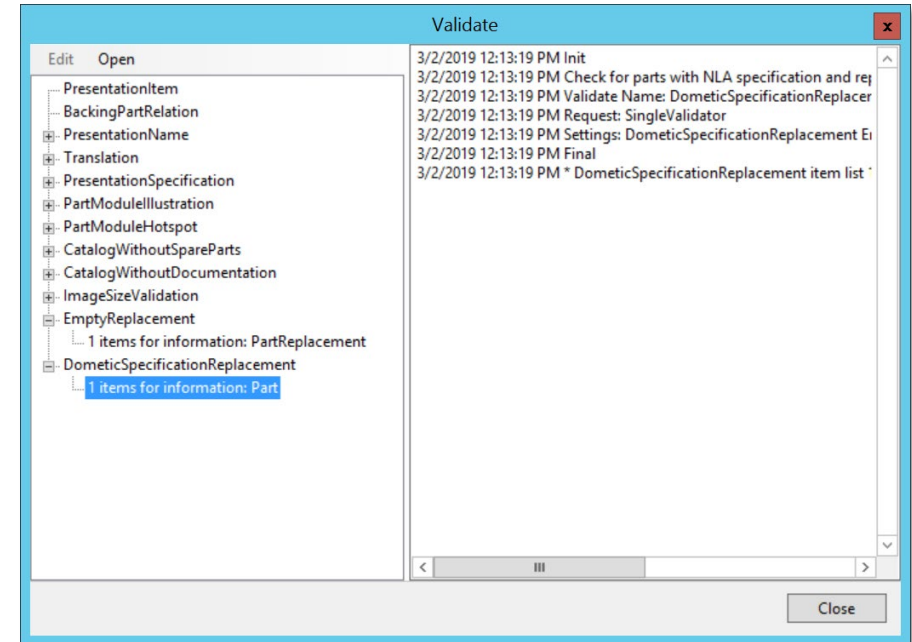 Validate
x
Edit Open
PresentationItem
BackingPartRelation
PresentationName
Translation
PresentationSpecification
PartModuleIllustration
PartModuleHotspot
CatalogWithoutSpareParts
CatalogWithoutDocumentation
ImageSizeValidation
EmptyReplacement
1 items for information: PartReplacement
DometicSpecificationReplacement
1 items for information: Part
3/2/2019 12:13:19 PM Init
3/2/2019 12:13:19 PM Check for parts with NLA specification and
3/2/2019 12:13:19 PM Validate Name:
3/2/2019 12:13:19 PM Request: SingleValidator
3/2/2019 12:13:19 PM Settings: DometicSpecificationReplacement
3/2/2019 12:13:19 PM Final
3/2/2019 12:13:19 PM * DometicSpecificationReplacement item list
Close